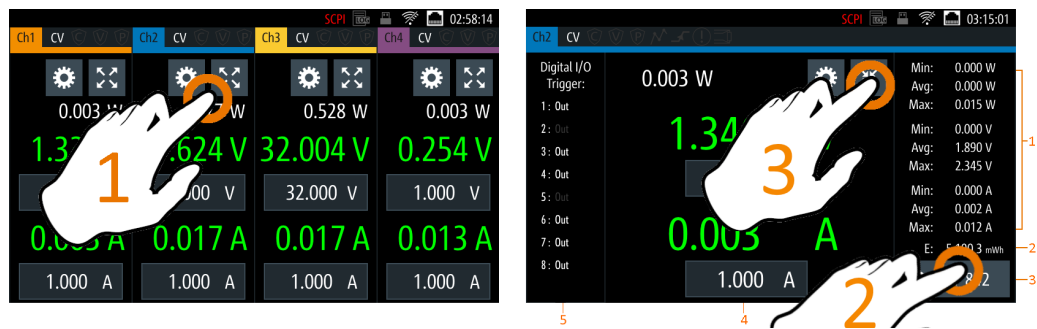 SCPI LOG 02:58:14
Ch1 CV C V P Ch2 CV C V P Ch3 CV C V P Ch4 CV C V P
0.003 W W 0.528 W 0.003 W
V 32.004 V 0.254 V
V 32.000 V 1.000 V
A 0.017 A 0.017 A 0.013 A
1.000 A 1.000 A 1.000 A 1.000 A
1
SCPI LOG 03:15:01
Ch2 CV C V P
Digital I/O
Trigger:
1: Out
2: Out
3: Out
4: Out
5: Out
6: Out
7: Out
8: Out
0.003 W
0.003 A
1.000 A
3
2
Min: 0.000 W
Avg: 0.000 W
Max: 0.015 W
Min: 0.000 V
Avg: 1.890 V
Max: 2.345 V
Min: 0.000 A
Avg: 0.002 A
Max: 0.012 A
E: mWh
1
2
3
4
5